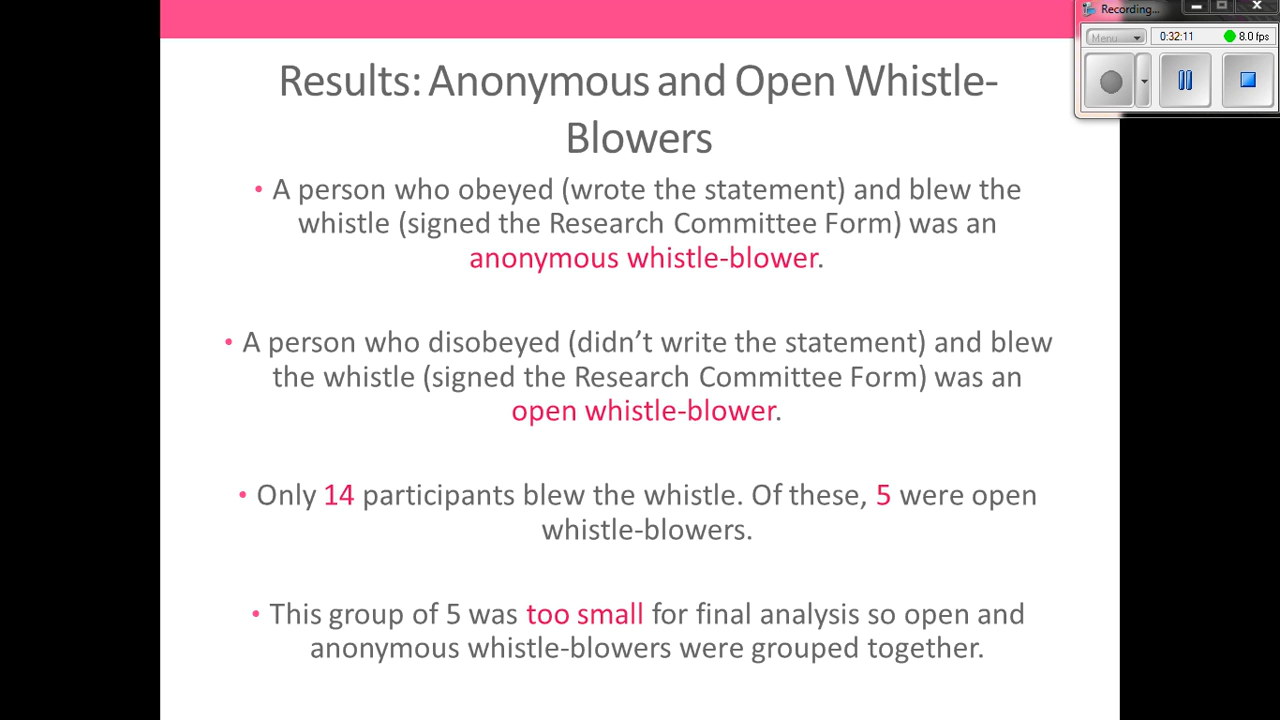 Recording...
Menu
0:32:11
8.0 fps
Results: Anonymous and Open Whistle-
Blowers
• A person who obeyed (wrote the statement) and blew the
whistle (signed the Research Committee Form) was an
anonymous whistle-blower.
• A person who disobeyed (didn’t write the statement) and blew
the whistle (signed the Research Committee Form) was an
open whistle-blower.
• Only 14 participants blew the whistle. Of these, 5 were open
whistle-blowers.
• This group of 5 was too small for final analysis so open and
anonymous whistle-blowers were grouped together.